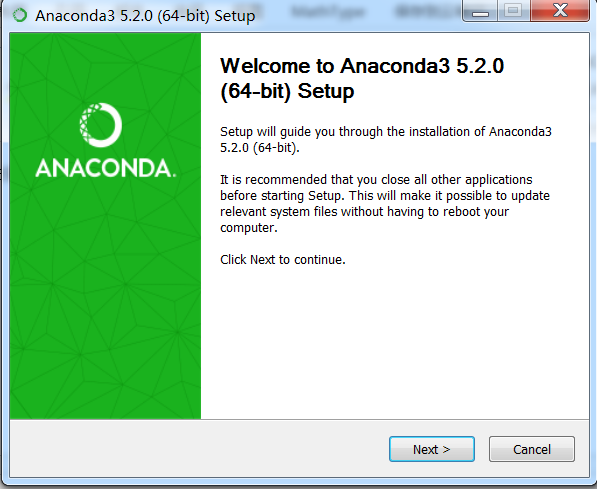 Anaconda3 5.2.0 (64-bit) Setup
MathType
Welcome to Anaconda3 5.2.0
(64-bit) Setup
ANACONDA.
Setup will guide you through the installation of Anaconda3
5.2.0 (64-bit).
It is recommended that you close all other applications
before starting Setup. This will make it possible to update
relevant system files without having to reboot your
computer.
Click Next to continue.
Next >
Cancel